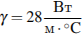 γ = 28 Вт/(м · °C)